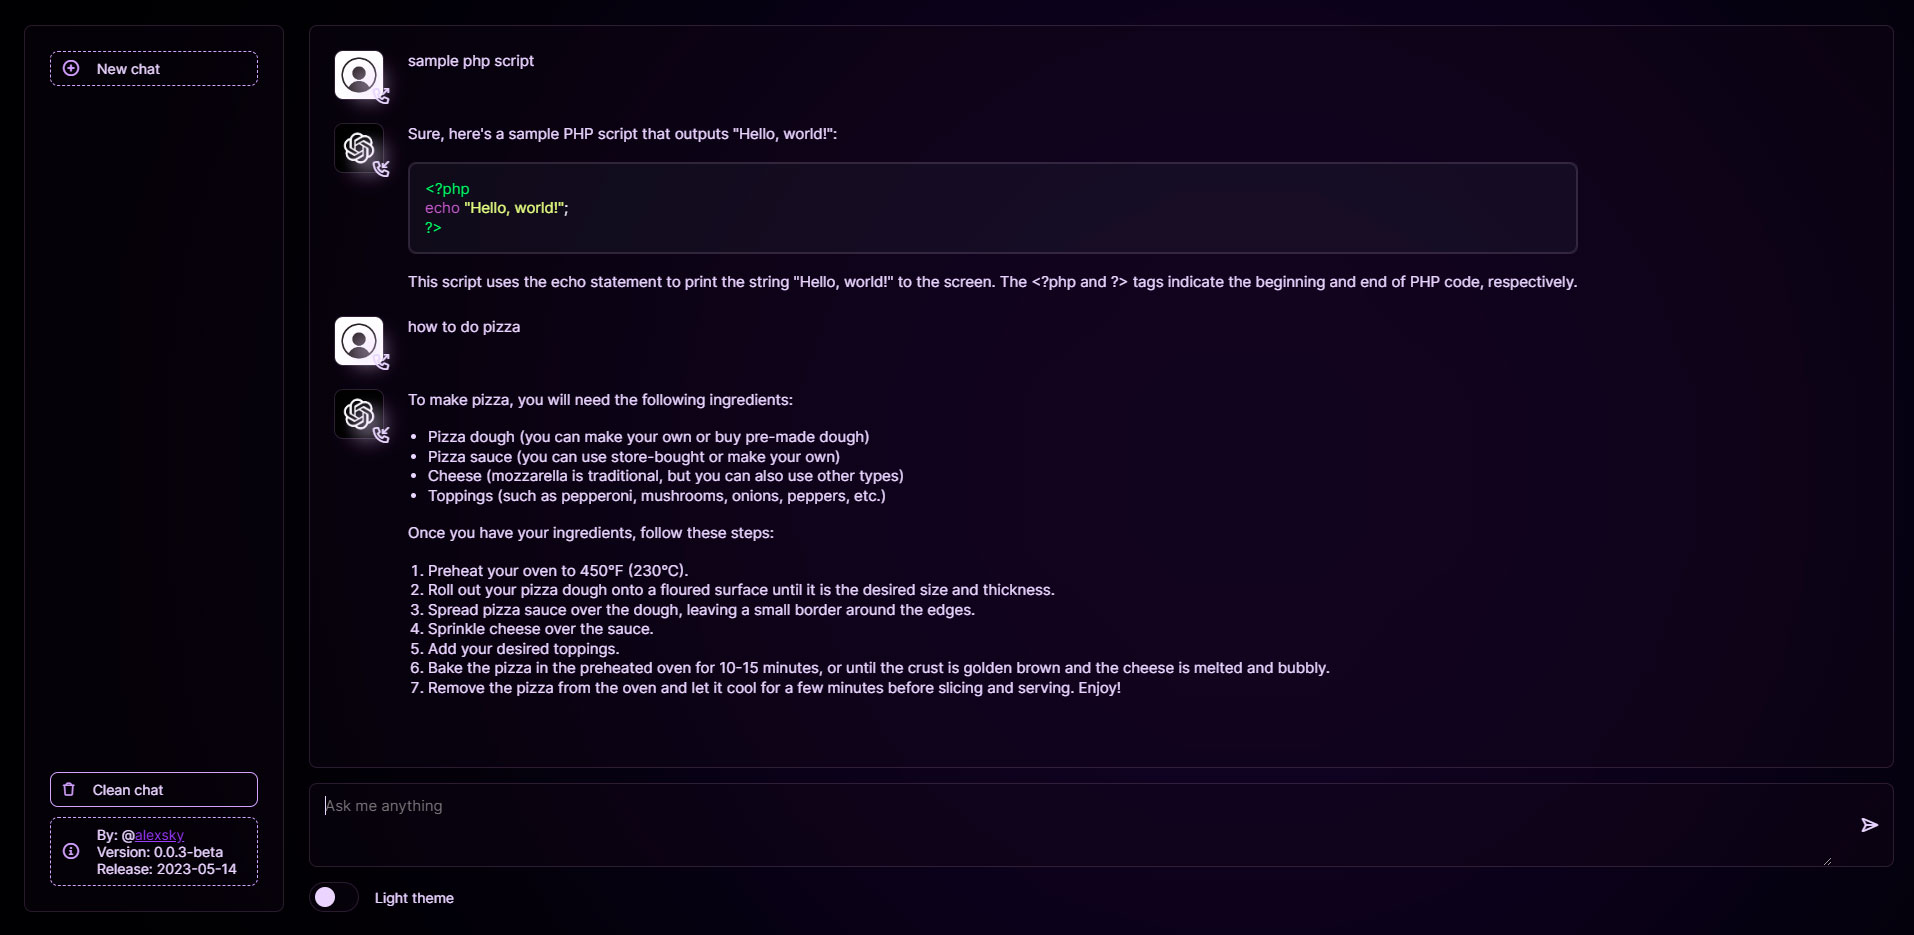 New chat
sample php script
Sure, here's a sample PHP script that outputs "Hello, world!":
<?php
echo "Hello, world!";
?>
This script uses the echo statement to print the string "Hello, world!" to the screen. The <?php and ?> tags indicate the beginning and end of PHP code, respectively.
how to do pizza
To make pizza, you will need the following ingredients:
• Pizza dough (you can make your own or buy pre-made dough)
• Pizza sauce (you can use store-bought or make your own)
• Cheese (mozzarella is traditional, but you can also use other types)
• Toppings (such as pepperoni, mushrooms, onions, peppers, etc.)
Once you have your ingredients, follow these steps:
1. Preheat your oven to 450°F (230°C).
2. Roll out your pizza dough onto a floured surface until it is the desired size and thickness.
3. Spread pizza sauce over the dough, leaving a small border around the edges.
4. Sprinkle cheese over the sauce.
5. Add your desired toppings.
6. Bake the pizza in the preheated oven for 10-15 minutes, or until the crust is golden brown and the cheese is melted and bubbly.
7. Remove the pizza from the oven and let it cool for a few minutes before slicing and serving. Enjoy!
Clean chat
By: @alexsky
Version: 0.0.3-beta
Release: 2023-05-14
Ask me anything
Light theme